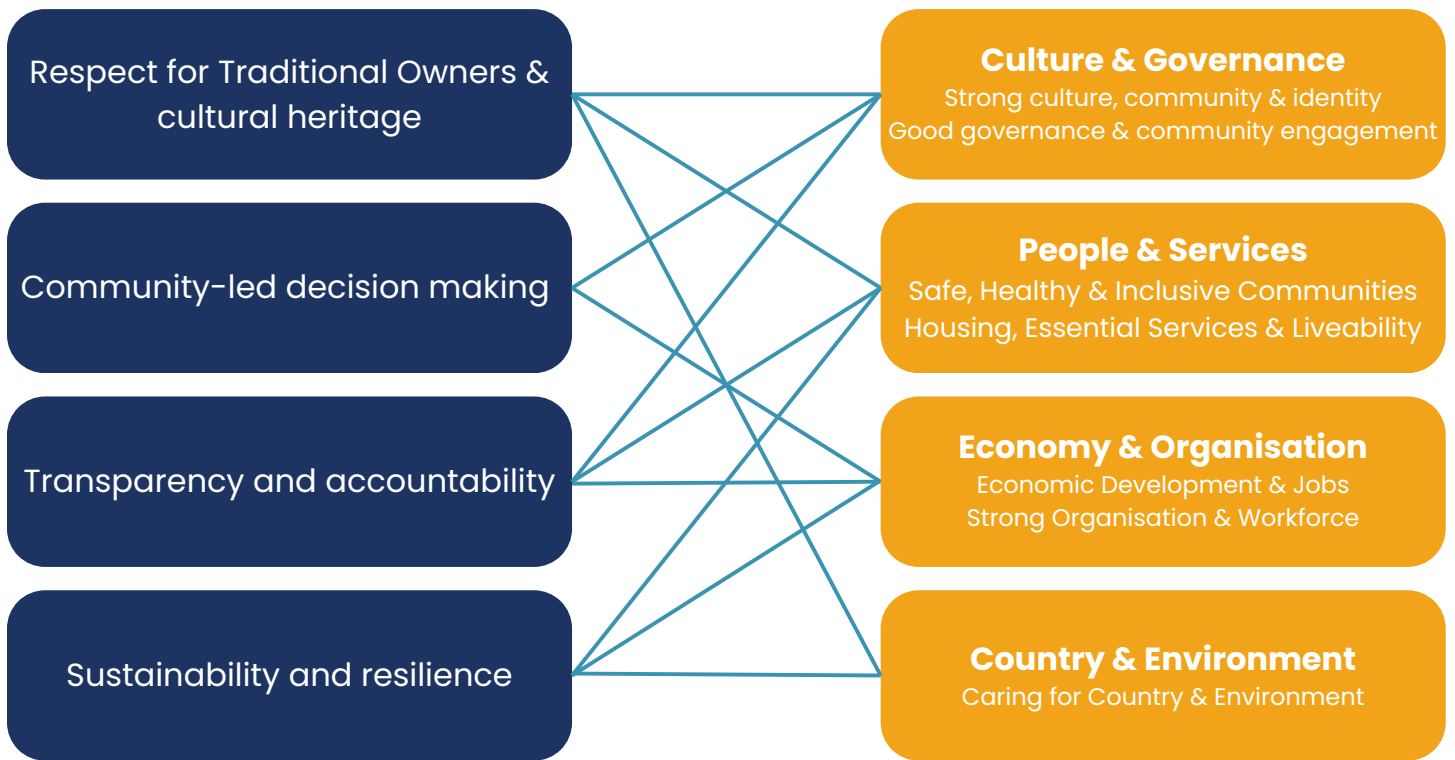 Respect for Traditional Owners &
cultural heritage
Community-led decision making
Transparency and accountability
Sustainability and resilience
Culture & Governance
Strong culture, community & identity
Good governance & community engagement
People & Services
Safe, Healthy & Inclusive Communities
Housing, Essential Services & Liveability
Economy & Organisation
Economic Development & Jobs
Strong Organisation & Workforce
Country & Environment
Caring for Country & Environment